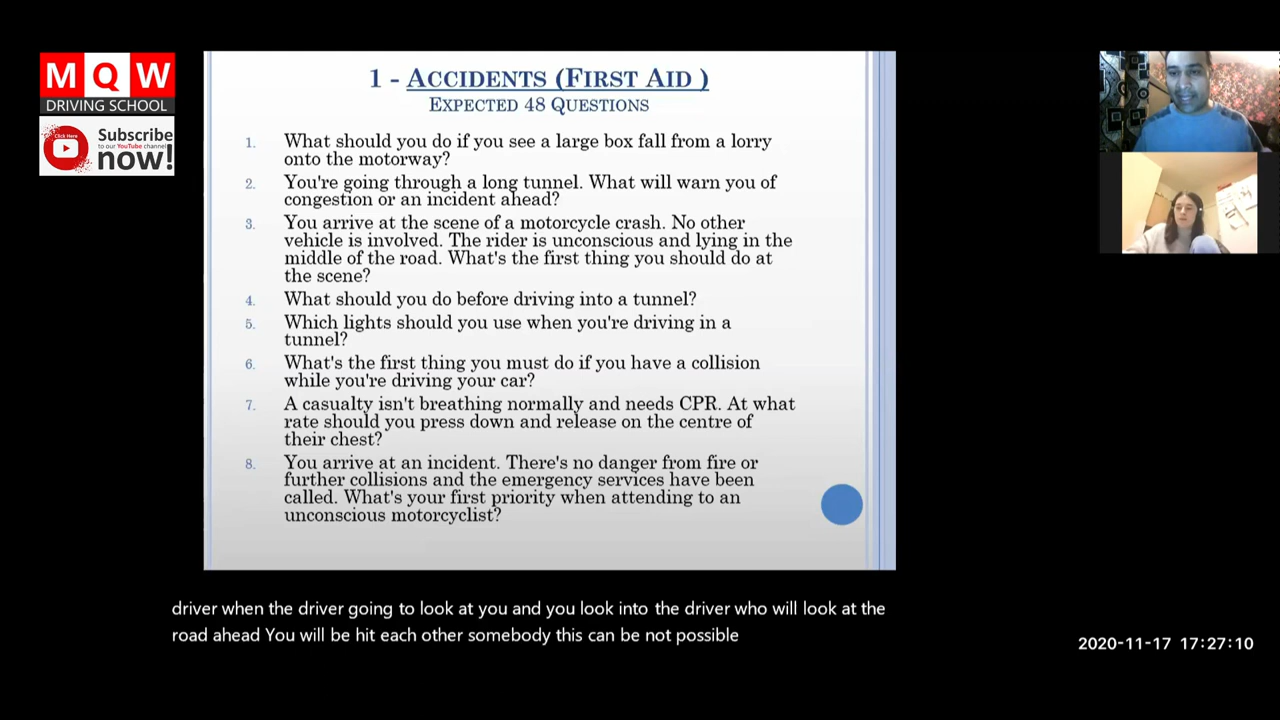 MQW
DRIVING SCHOOL
Click Here
Subscribe
to our YouTube channel
now!
1 - ACCIDENTS (FIRST AID )
EXPECTED 48 QUESTIONS
1. What should you do if you see a large box fall from a lorry
onto the motorway?
2. You're going through a long tunnel. What will warn you of
congestion or an incident ahead?
3. You arrive at the scene of a motorcycle crash. No other
vehicle is involved. The rider is unconscious and lying in the
middle of the road. What's the first thing you should do at
the scene?
4. What should you do before driving into a tunnel?
5. Which lights should you use when you're driving in a
tunnel?
6. What's the first thing you must do if you have a collision
while you're driving your car?
7. A casualty isn't breathing normally and needs CPR. At what
rate should you press down and release on the centre of
their chest?
8. You arrive at an incident. There's no danger from fire or
further collisions and the emergency services have been
called. What's your first priority when attending to an
unconscious motorcyclist?
driver when the driver going to look at you and you look into the driver who will look at the
road ahead You will be hit each other somebody this can be not possible
2020-11-17 17:27:10